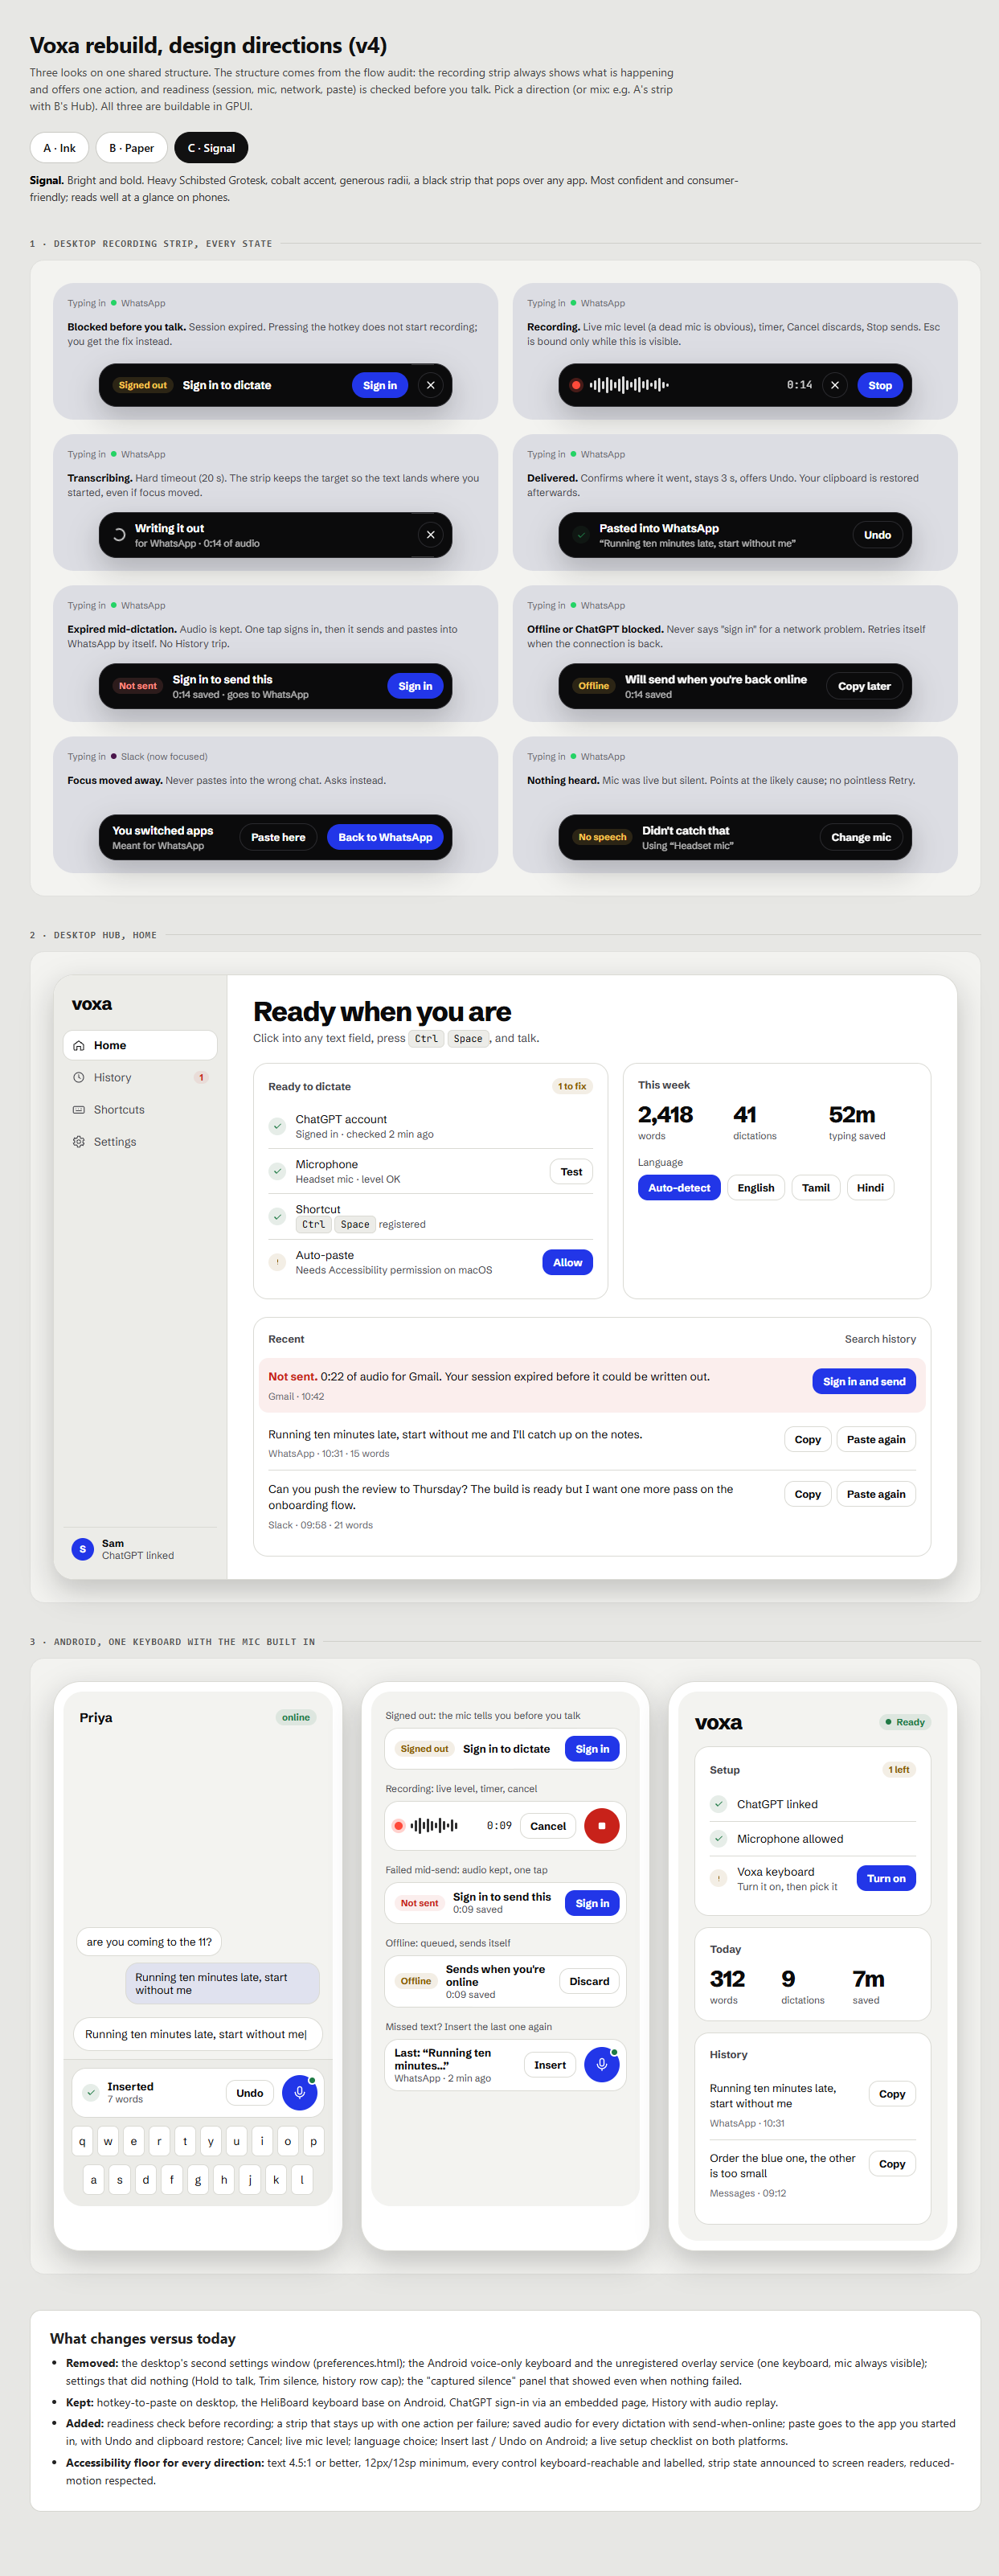 Voxa rebuild, design directions (v4)
Three looks on one shared structure. The structure comes from the flow audit: the recording strip always shows what is happening
and offers one action, and readiness (session, mic, network, paste) is checked before you talk. Pick a direction (or mix: e.g. A's strip
with B's Hub). All three are buildable in GPUI.
A · Ink
B · Paper
C · Signal
Signal. Bright and bold. Heavy Schibsted Grotesk, cobalt accent, generous radii, a black strip that pops over any app. Most confident and consumer-
friendly; reads well at a glance on phones.
1 · DESKTOP RECORDING STRIP, EVERY STATE
Typing in WhatsApp
Blocked before you talk. Session expired. Pressing the hotkey does not start recording;
you get the fix instead.
Signed out
Sign in to dictate
Sign in
Typing in WhatsApp
Recording. Live mic level (a dead mic is obvious), timer, Cancel discards, Stop sends. Esc
is bound only while this is visible.
0:14
Stop
Typing in WhatsApp
Transcribing. Hard timeout (20 s). The strip keeps the target so the text lands where you
started, even if focus moved.
Writing it out
for WhatsApp · 0:14 of audio
Typing in WhatsApp
Delivered. Confirms where it went, stays 3 s, offers Undo. Your clipboard is restored
afterwards.
Pasted into WhatsApp
“Running ten minutes late, start without me”
Undo
Typing in WhatsApp
Expired mid-dictation. Audio is kept. One tap signs in, then it sends and pastes into
WhatsApp by itself. No History trip.
Not sent
Sign in to send this
0:14 saved · goes to WhatsApp
Sign in
Typing in WhatsApp
Offline or ChatGPT blocked. Never says "sign in" for a network problem. Retries itself
when the connection is back.
Offline
Will send when you're back online
0:14 saved
Copy later
Typing in Slack (now focused)
Focus moved away. Never pastes into the wrong chat. Asks instead.
You switched apps
Meant for WhatsApp
Paste here
Back to WhatsApp
Typing in WhatsApp
Nothing heard. Mic was live but silent. Points at the likely cause; no pointless Retry.
No speech
Didn't catch that
Using “Headset mic”
Change mic
2 · DESKTOP HUB, HOME
voxa
Home
History 1
Shortcuts
Settings
S
Sam
ChatGPT linked
Ready when you are
Click into any text field, press Ctrl Space, and talk.
Ready to dictate
1 to fix
ChatGPT account
Signed in · checked 2 min ago
Microphone
Headset mic · level OK
Test
Shortcut
Ctrl Space registered
Auto-paste
Needs Accessibility permission on macOS
Allow
This week
2,418 41 52m
words dictations typing saved
Language
Auto-detect English Tamil Hindi
Recent
Search history
Not sent. 0:22 of audio for Gmail. Your session expired before it could be written out.
Gmail · 10:42
Sign in and send
Running ten minutes late, start without me and I'll catch up on the notes.
WhatsApp · 10:31 · 15 words
Copy
Paste again
Can you push the review to Thursday? The build is ready but I want one more pass on the
onboarding flow.
Slack · 09:58 · 21 words
Copy
Paste again
3 · ANDROID, ONE KEYBOARD WITH THE MIC BUILT IN
Priya
online
are you coming to the 11?
Running ten minutes late, start
without me
Running ten minutes late, start without me|
Inserted
7 words
Undo
q w e r t y u i o p
a s d f g h j k l
Signed out: the mic tells you before you talk
Signed out
Sign in to dictate
Sign in
Recording: live level, timer, cancel
0:09
Cancel
Failed mid-send: audio kept, one tap
Not sent
Sign in to send this
0:09 saved
Sign in
Offline: queued, sends itself
Offline
Sends when you're
online
0:09 saved
Discard
Missed text? Insert the last one again
Last: “Running ten
minutes…”
WhatsApp · 2 min ago
Insert
voxa
Ready
Setup
1 left
ChatGPT linked
Microphone allowed
Voxa keyboard
Turn it on, then pick it
Turn on
Today
312 9 7m
words dictations saved
History
Running ten minutes late,
start without me
WhatsApp · 10:31
Copy
Order the blue one, the other
is too small
Messages · 09:12
Copy
What changes versus today
• Removed: the desktop's second settings window (preferences.html); the Android voice-only keyboard and the unregistered overlay service (one keyboard, mic always visible);
settings that did nothing (Hold to talk, Trim silence, history row cap); the "captured silence" panel that showed even when nothing failed.
• Kept: hotkey-to-paste on desktop, the HeliBoard keyboard base on Android, ChatGPT sign-in via an embedded page, History with audio replay.
• Added: readiness check before recording; a strip that stays up with one action per failure; saved audio for every dictation with send-when-online; paste goes to the app you started
in, with Undo and clipboard restore; Cancel; live mic level; language choice; Insert last / Undo on Android; a live setup checklist on both platforms.
• Accessibility floor for every direction: text 4.5:1 or better, 12px/12sp minimum, every control keyboard-reachable and labelled, strip state announced to screen readers, reduced-
motion respected.